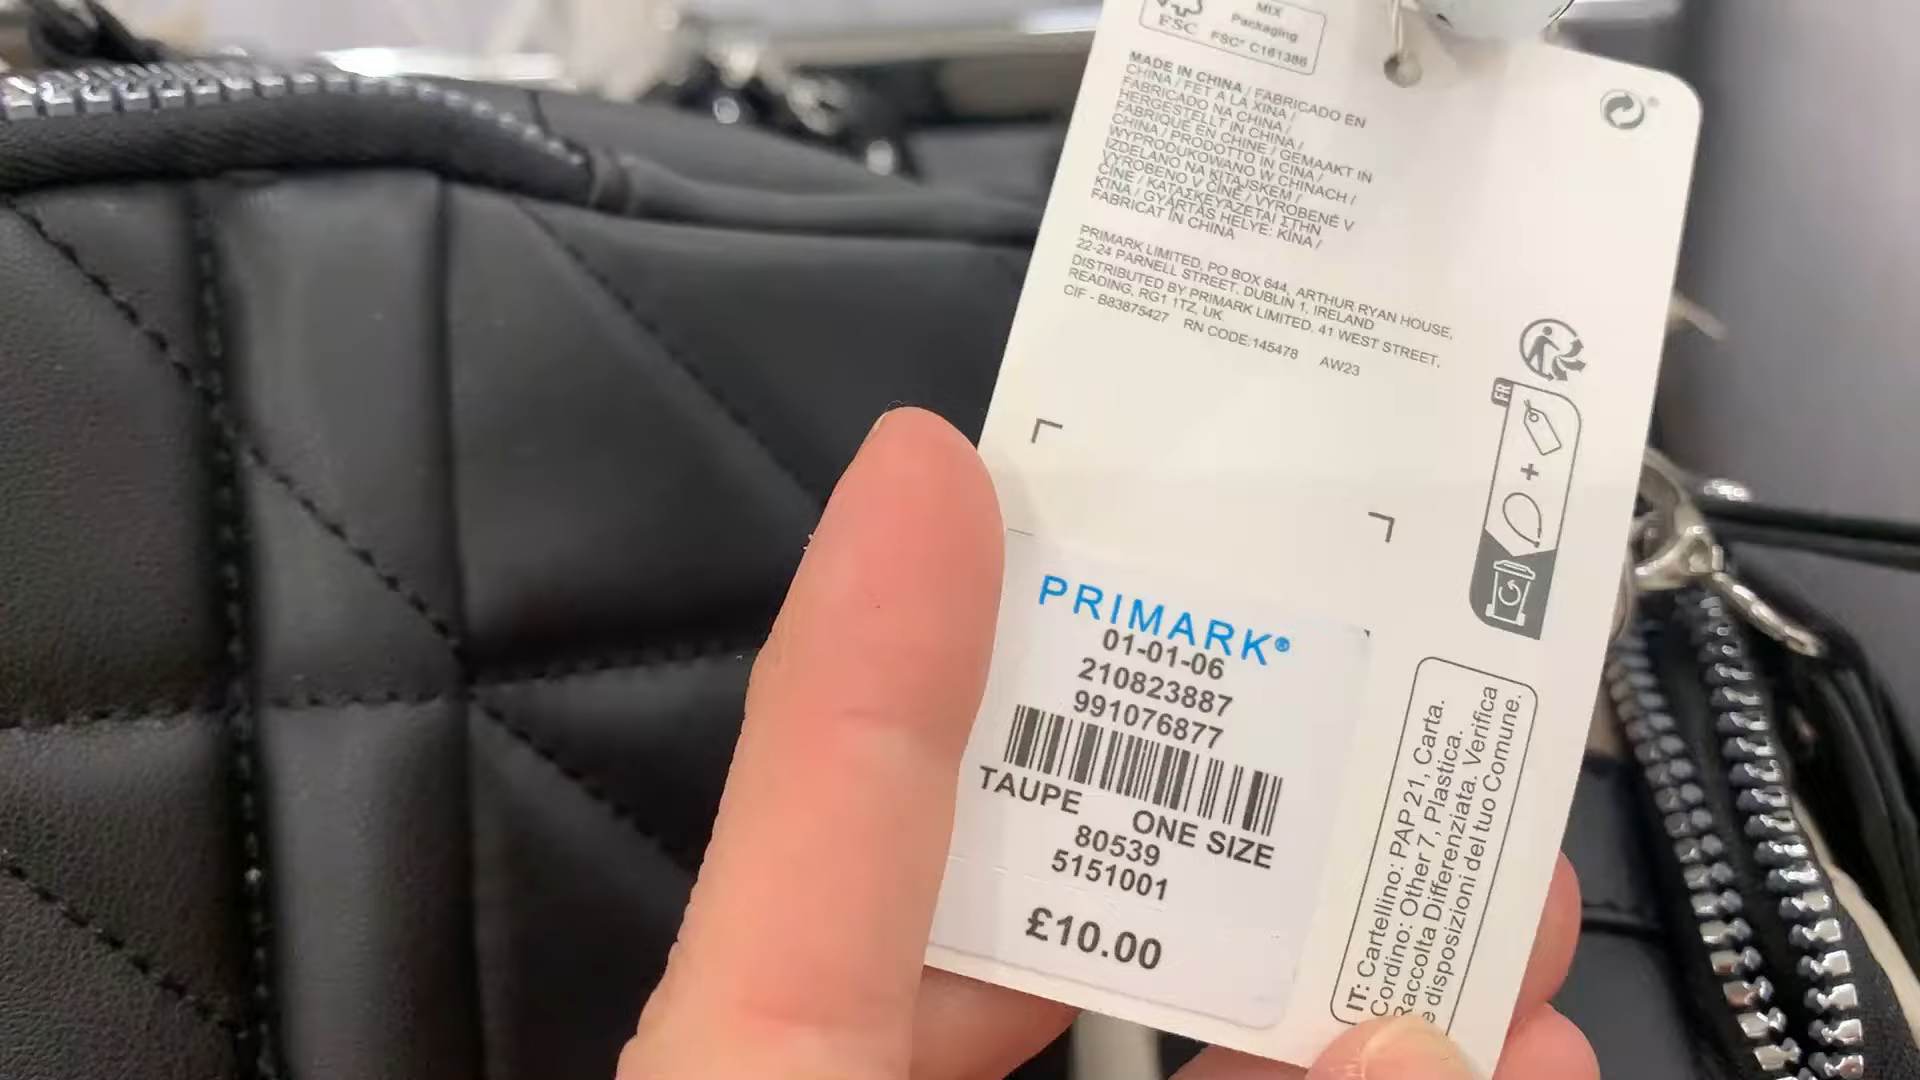 FSC
MIX
Packaging
FSC® C161386
MADE IN CHINA / FABRICADO EN
CHINA / FET A LA XINA /
FABRICADO NA CHINA /
HERGESTELLT IN CHINA /
FABRIQUÉ EN CHINE / GEMAAKT IN
CHINA / PRODOTTO IN CINA /
WYPRODUKOWANO W CHINACH /
IZDELANO NA KITAJSKEM /
VYROBENO V ČÍNĚ / VYROBENÉ V
ČÍNE / ΚΑΤΑΣΚΕΥΑΖΕΤΑΙ ΣΤΗΝ
ΚΙΝΑ / GYÁRTÁS HELYE: KÍNA /
FABRICAT ÎN CHINA
PRIMARK LIMITED, PO BOX 644, ARTHUR RYAN HOUSE,
22-24 PARNELL STREET, DUBLIN 1, IRELAND
DISTRIBUTED BY PRIMARK LIMITED, 41 WEST STREET,
READING, RG1 1TZ, UK
CIF - B83875427 RN CODE:145478 AW23
FR
PRIMARK®
01-01-06
210823887
991076877
TAUPE ONE SIZE
80539
5151001
£10.00
IT: Cartellino: PAP 21, Carta.
Cordino: Other 7, Plastica.
Raccolta Differenziata. Verifica
e disposizioni del tuo Comune.